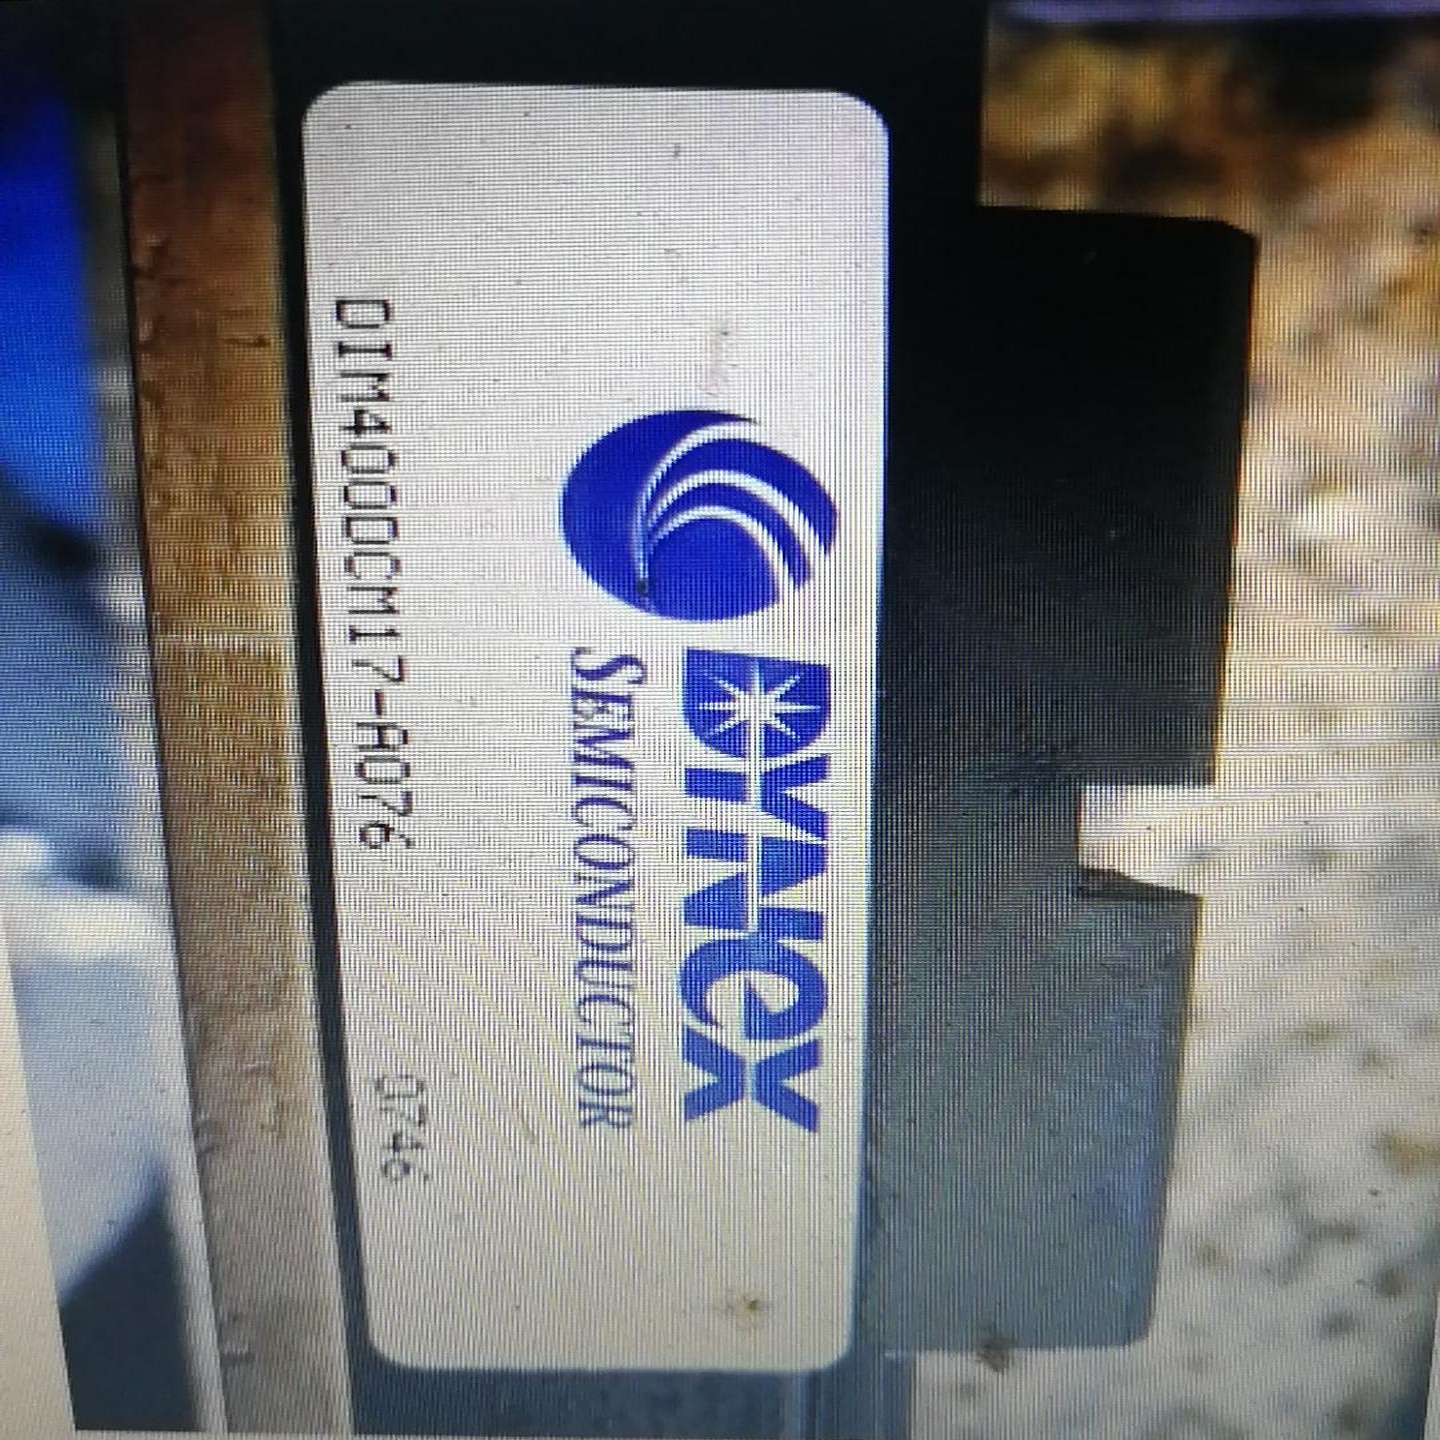 DYNEX
SEMICONDUCTOR
DIM400DCM17-A076 0746